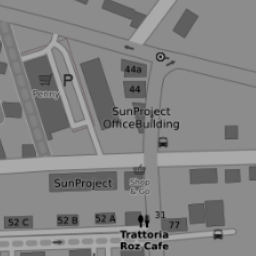 44a
P
Penny
44
SunProject
OfficeBuilding
SunProject
Shop
& Go
52 C
52 B
52 A
31
77
Trattoria
Roz Cafe